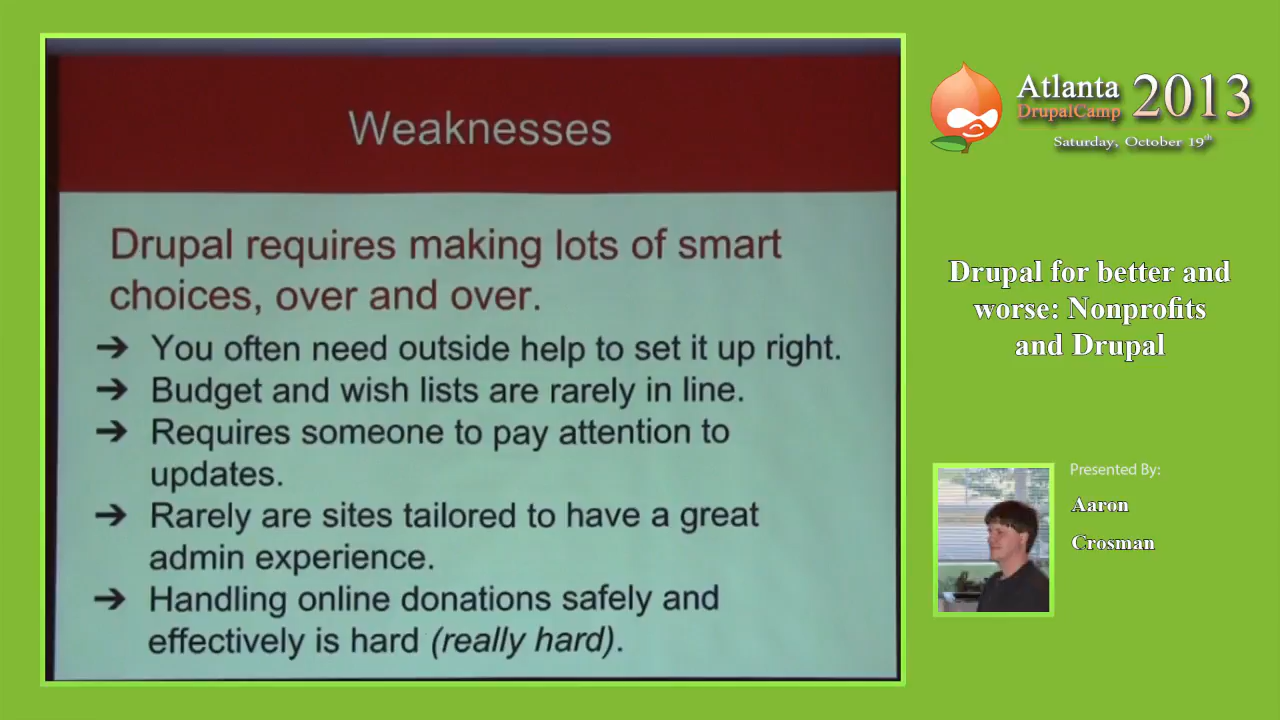 Weaknesses
Drupal requires making lots of smart
choices, over and over.
➔ You often need outside help to set it up right.
➔ Budget and wish lists are rarely in line.
➔ Requires someone to pay attention to
updates.
➔ Rarely are sites tailored to have a great
admin experience.
➔ Handling online donations safely and
effectively is hard (really hard).
Atlanta
DrupalCamp
2013
Saturday, October 19th
Drupal for better and
worse: Nonprofits
and Drupal
Presented By:
Aaron
Crosman